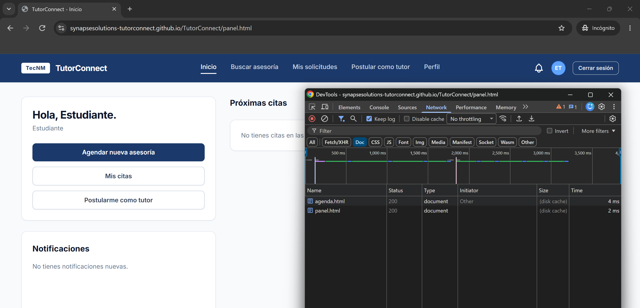 TutorConnect - Inicio
synapsesolutions-tutorconnect.github.io/TutorConnect/panel.html
Incógnito
TecNM TutorConnect Inicio Buscar asesoría Mis solicitudes Postular como tutor Perfil ET Cerrar sesión
Hola, Estudiante.
Estudiante
Agendar nueva asesoría
Mis citas
Postularme como tutor
Notificaciones
No tienes notificaciones nuevas.
Próximas citas
No tienes citas en las
DevTools - synapsesolutions-tutorconnect.github.io/TutorConnect/panel.html
Elements Console Sources Network Performance Memory 1 1
Keep log Disable cache No throttling
Filter Invert More filters
All Fetch/XHR Doc CSS JS Font Img Media Manifest Socket Wasm Other
500 ms 1,000 ms 1,500 ms 2,000 ms 2,500 ms 3,000 ms 3,500 ms 4,
Name Status Type Initiator Size Time
agenda.html 200 document Other (disk cache) 4 ms
panel.html 200 document (disk cache) 2 ms